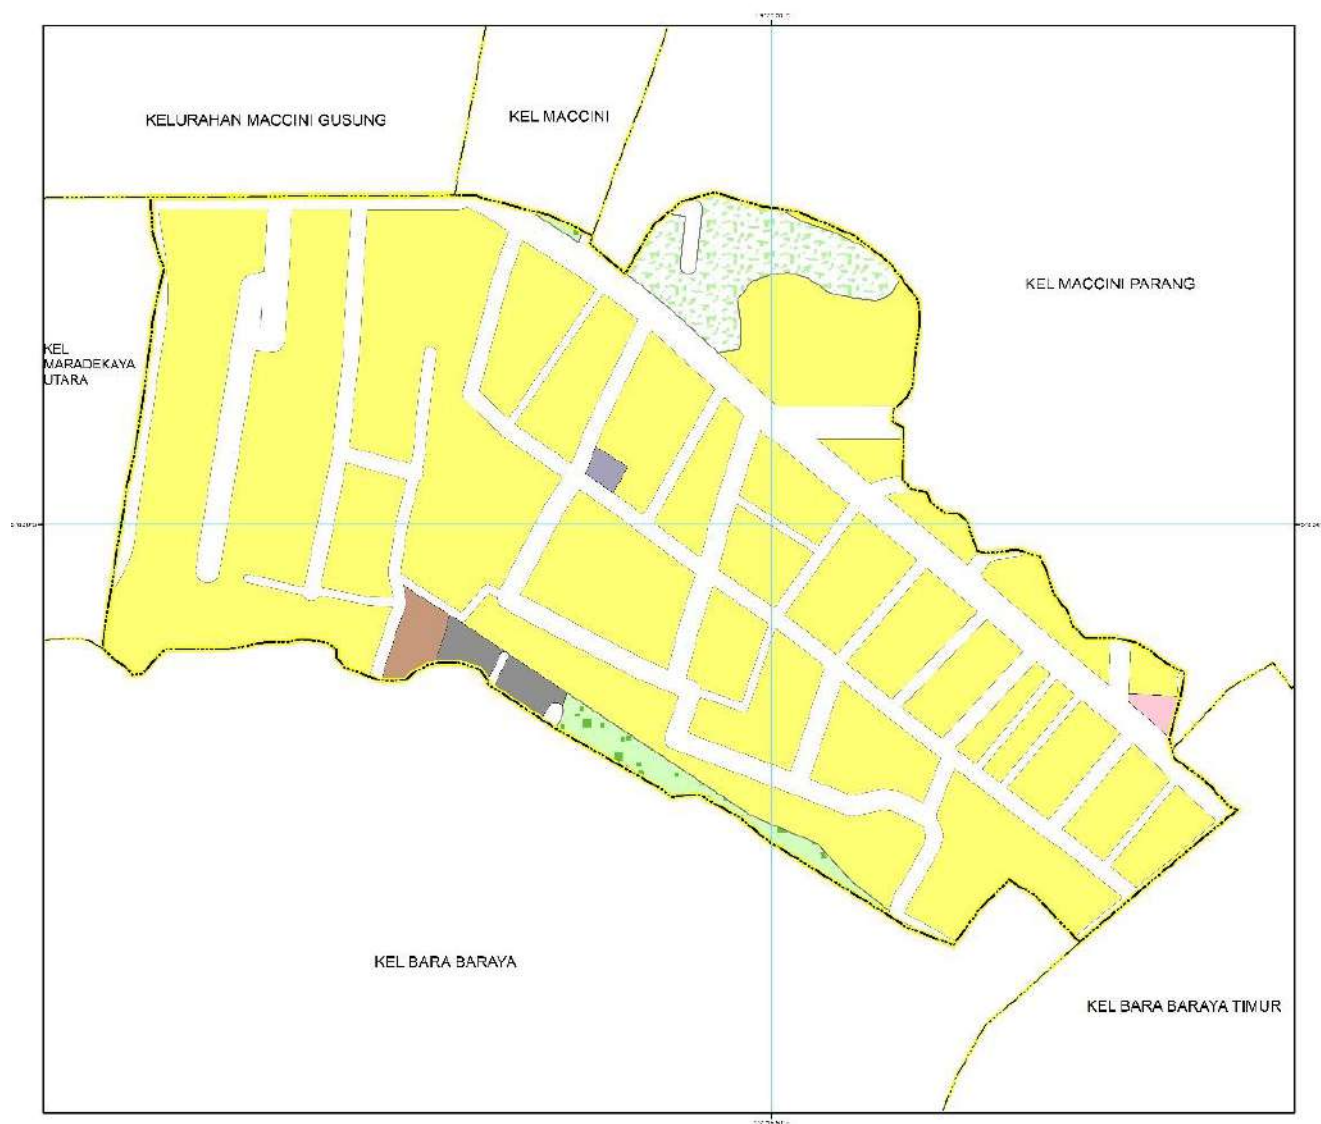 KELURAHAN MACCINI GUSUNG
KEL MACCINI
KEL MACCINI PARANG
KEL
MARADEKAYA
UTARA
KEL BARA BARAYA
KEL BARA BARAYA TIMUR